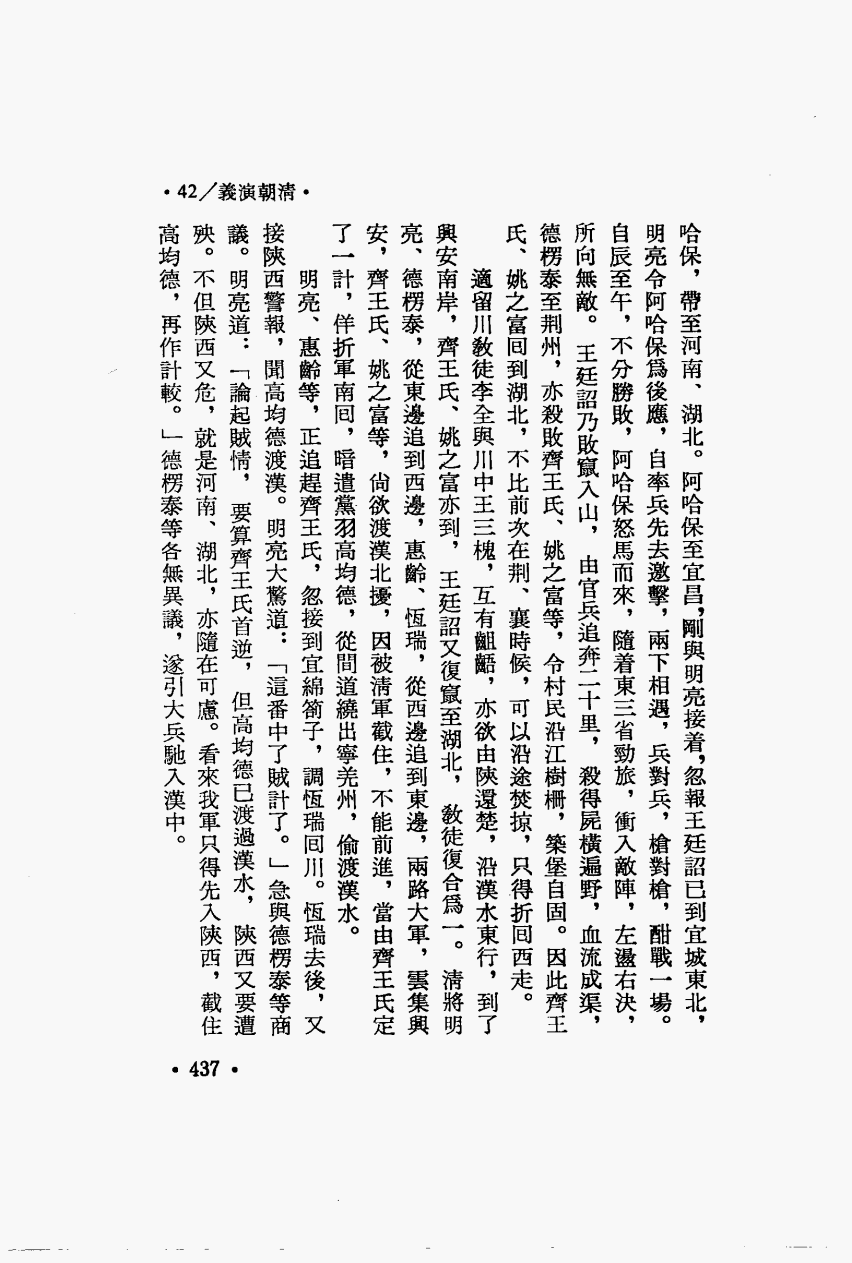 •42／義演朝清•
哈保，帶至河南、湖北。阿哈保至宜昌，剛與明亮接着，忽報王廷詔已到宜城東北，
明亮令阿哈保爲後應，自率兵先去邀擊，兩下相遇，兵對兵，槍對槍，酣戰一場。
自辰至午，不分勝敗，阿哈保怒馬而來，隨着東三省勁旅，衝入敵陣，左盪右決，
所向無敵。王廷詔乃敗竄入山，由官兵追奔二十里，殺得屍橫遍野，血流成渠，
德楞泰至荆州，亦殺敗齊王氏、姚之富等，令村民沿江樹柵，築堡自固。因此齊王
氏、姚之富回到湖北，不比前次在荆、襄時候，可以沿途焚掠，只得折回西走。
適留川教徒李全與川中王三槐，互有齟齬，亦欲由陝還楚，沿漢水東行，到了
興安南岸，齊王氏、姚之富亦到，王廷詔又復竄至湖北，教徒復合爲一。清將明
亮、德楞泰，從東邊追到西邊，惠齡、恆瑞，從西邊追到東邊，兩路大軍，雲集興
安，齊王氏、姚之富等，尙欲渡漢北擾，因被清軍截住，不能前進，當由齊王氏定
了一計，佯折軍南回，暗遣黨羽高均德，從間道繞出寧羌州，偷渡漢水。
明亮、惠齡等，正追趕齊王氏，忽接到宜綿劄子，調恆瑞回川。恆瑞去後，又
接陝西警報，聞高均德渡漢。明亮大驚道：「這番中了賊計了。」急與德楞泰等商
議。明亮道：「論起賊情，要算齊王氏首逆，但高均德已渡過漢水，陝西又要遭
殃。不但陝西又危，就是河南、湖北，亦隨在可慮。看來我軍只得先入陝西，截住
高均德，再作計較。」德楞泰等各無異議，遂引大兵馳入漢中。
•437•